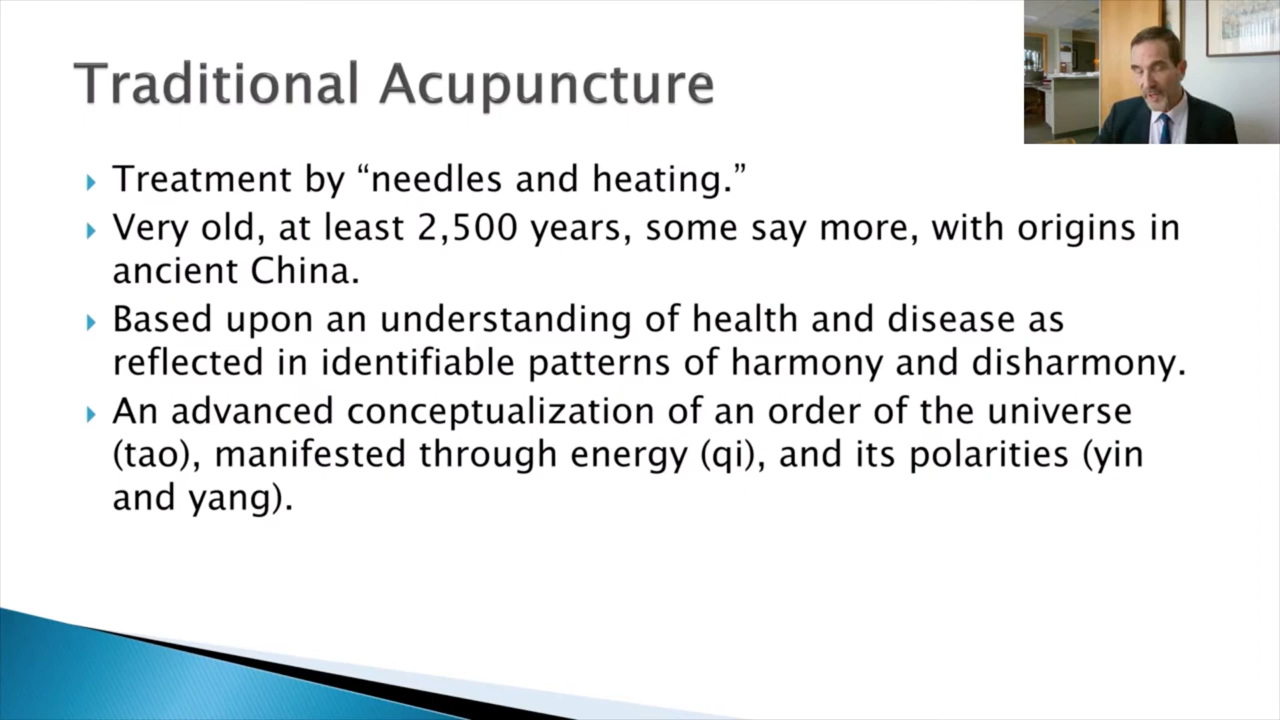 Traditional Acupuncture
Treatment by “needles and heating.”
Very old, at least 2,500 years, some say more, with origins in
ancient China.
Based upon an understanding of health and disease as
reflected in identifiable patterns of harmony and disharmony.
An advanced conceptualization of an order of the universe
(tao), manifested through energy (qi), and its polarities (yin
and yang).